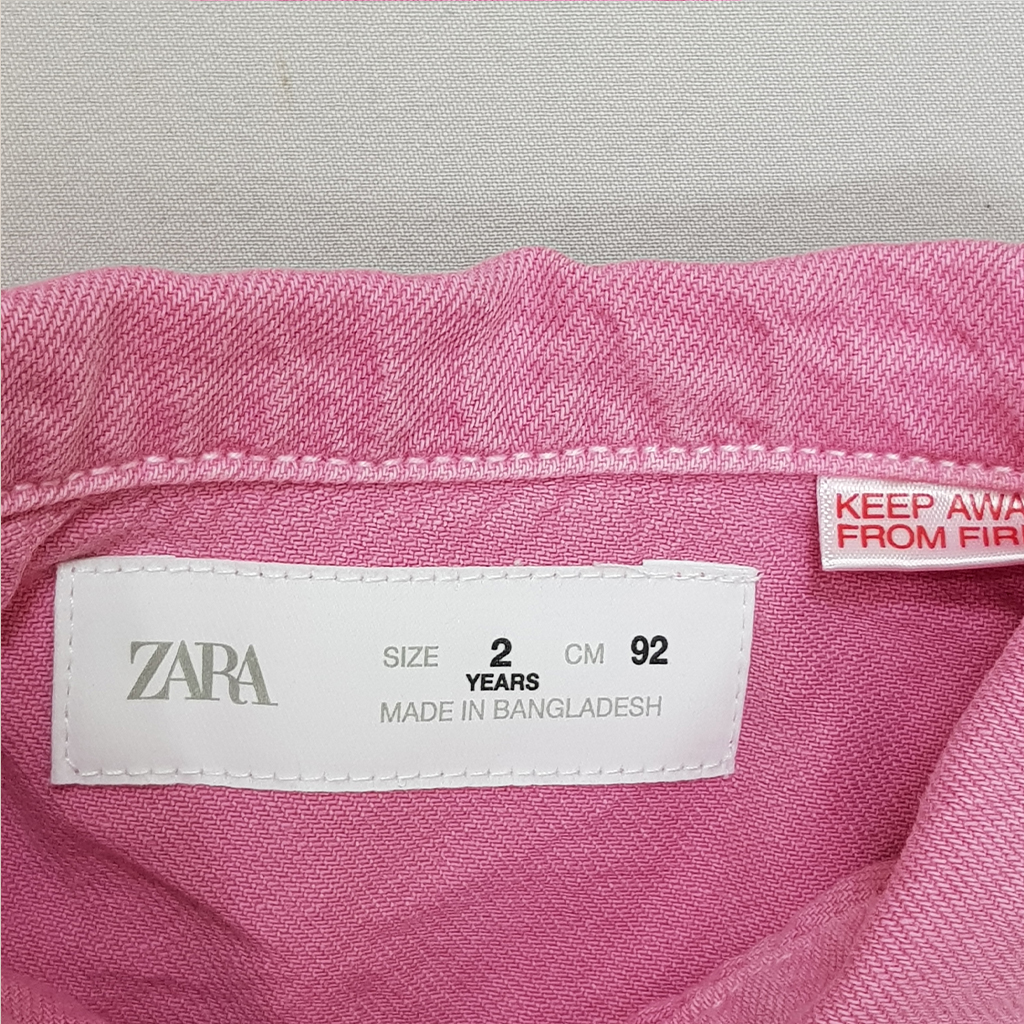 KEEP AWA
FROM FIR
ZARA
SIZE 2 CM 92
YEARS
MADE IN BANGLADESH